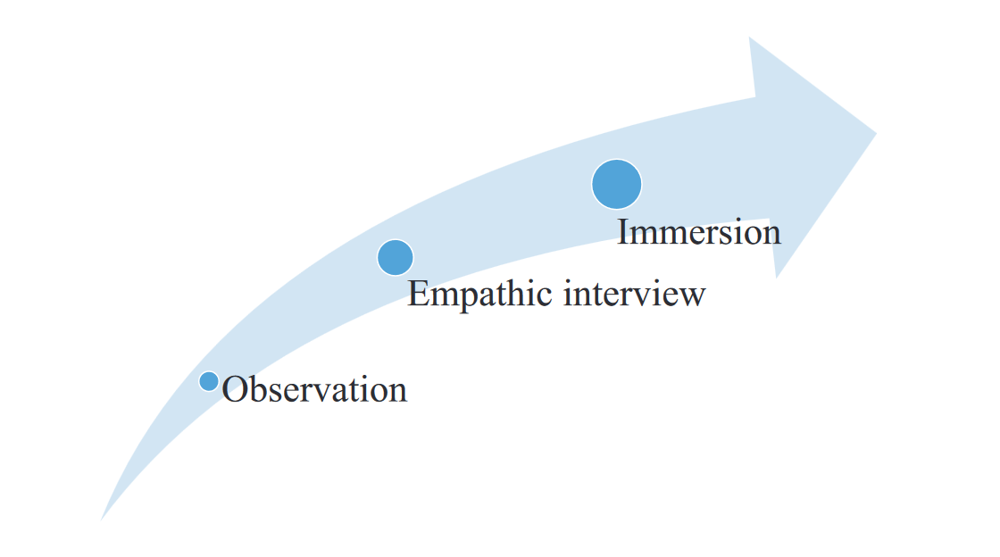 Immersion
Empathic interview
Observation